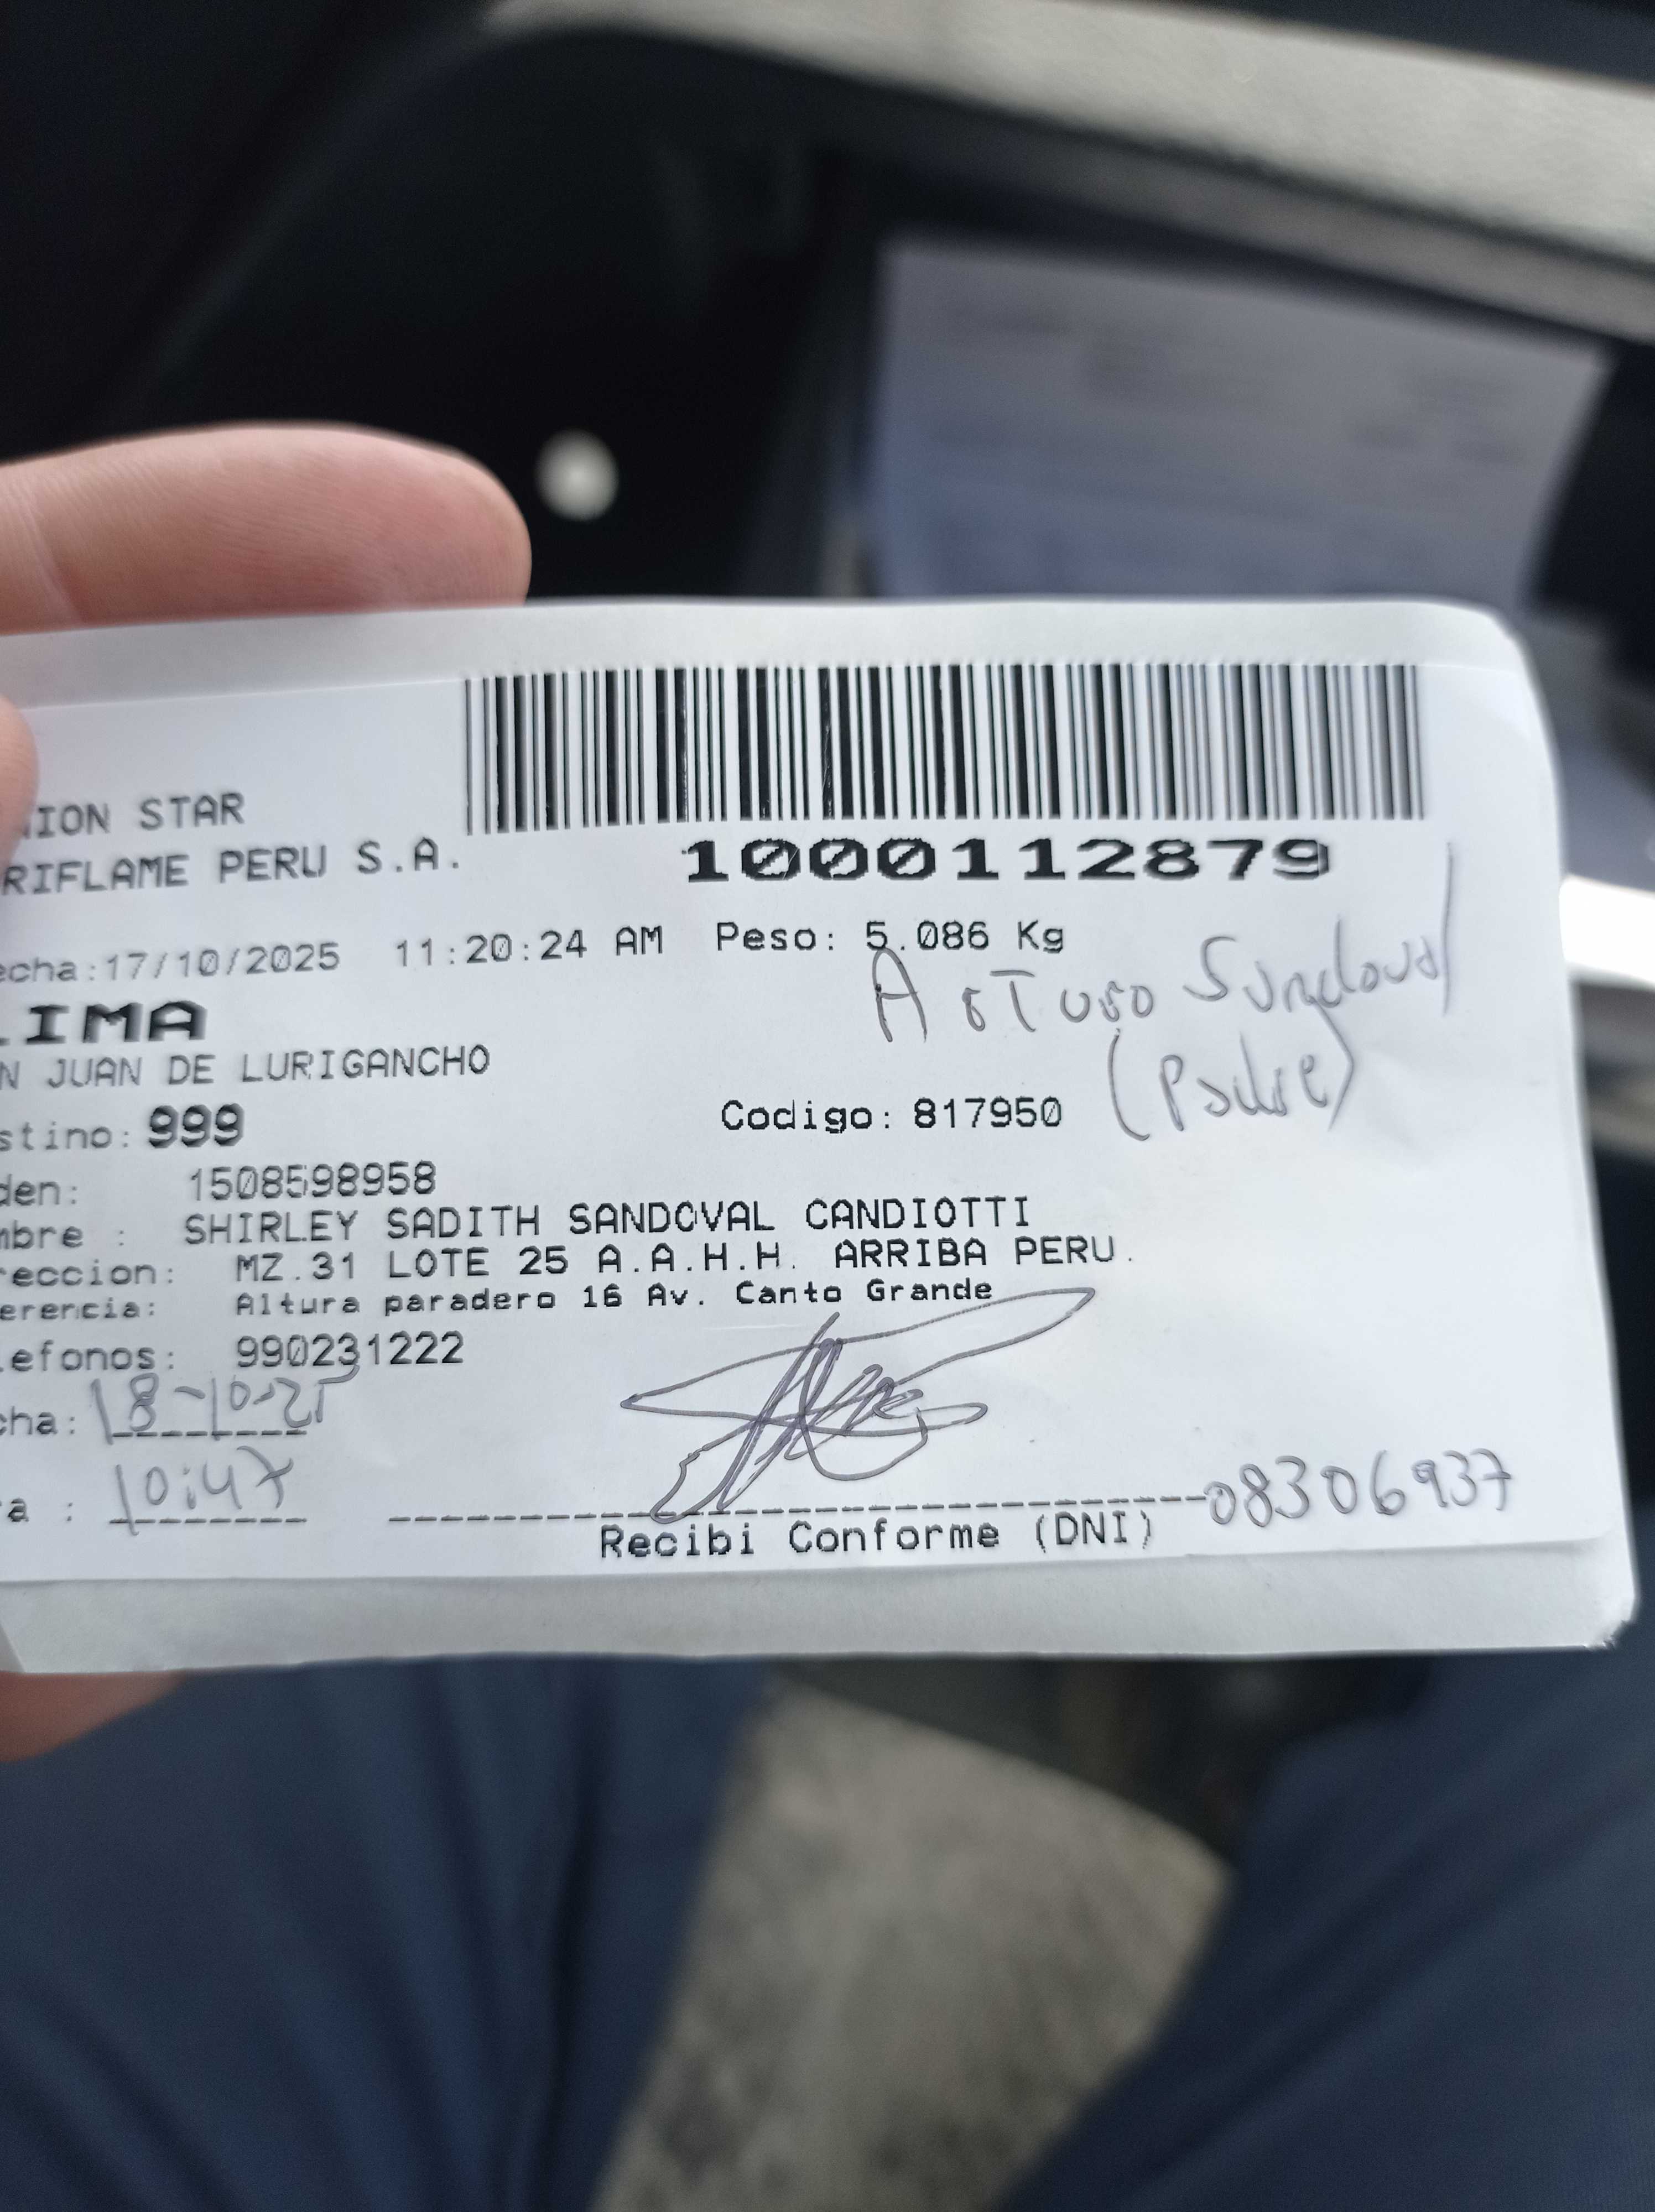 ION STAR
RIFLAME PERU S.A.
1000112879
echa:17/10/2025 11:20:24 AM Peso: 5.086 Kg
Arturo Sandoval
IMA
N JUAN DE LURIGANCHO
(Padre)
stino: 999
Codigo: 817950
den: 1508598958
mbre : SHIRLEY SADITH SANDOVAL CANDIOTTI
reccion: MZ.31 LOTE 25 A.A.H.H. ARRIBA PERU.
erencia: Altura paradero 16 Av. Canto Grande
efonos: 990231222
cha: 18-10-25
a : 10:47
08306937
Recibi Conforme (DNI)